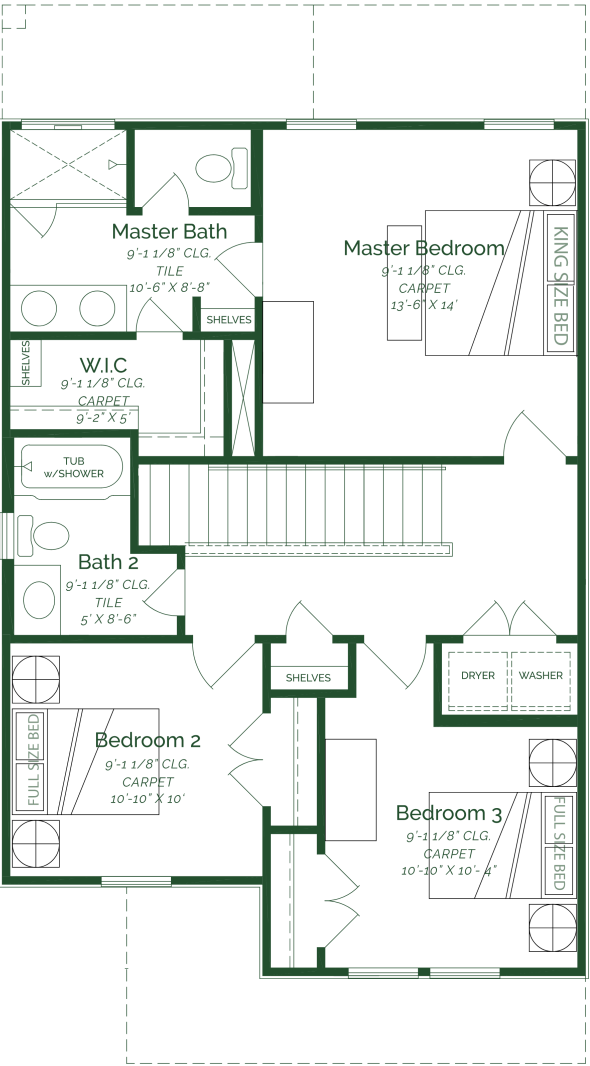 Master Bath
9'-1 1/8" CLG.
TILE
10'-6" X 8'-8"
SHELVES
Master Bedroom
9'-1 1/8" CLG.
CARPET
13'-6" X 14'
KING SIZE BED
SHELVES
W.I.C
9'-1 1/8" CLG.
CARPET
9'-2" X 5'
TUB
w/SHOWER
Bath 2
9'-1 1/8" CLG.
TILE
5' X 8'-6"
SHELVES
DRYER
WASHER
FULL SIZE BED
Bedroom 2
9'-1 1/8" CLG.
CARPET
10'-10" X 10'
Bedroom 3
9'-1 1/8" CLG.
CARPET
10'-10" X 10'- 4"
FULL SIZE BED